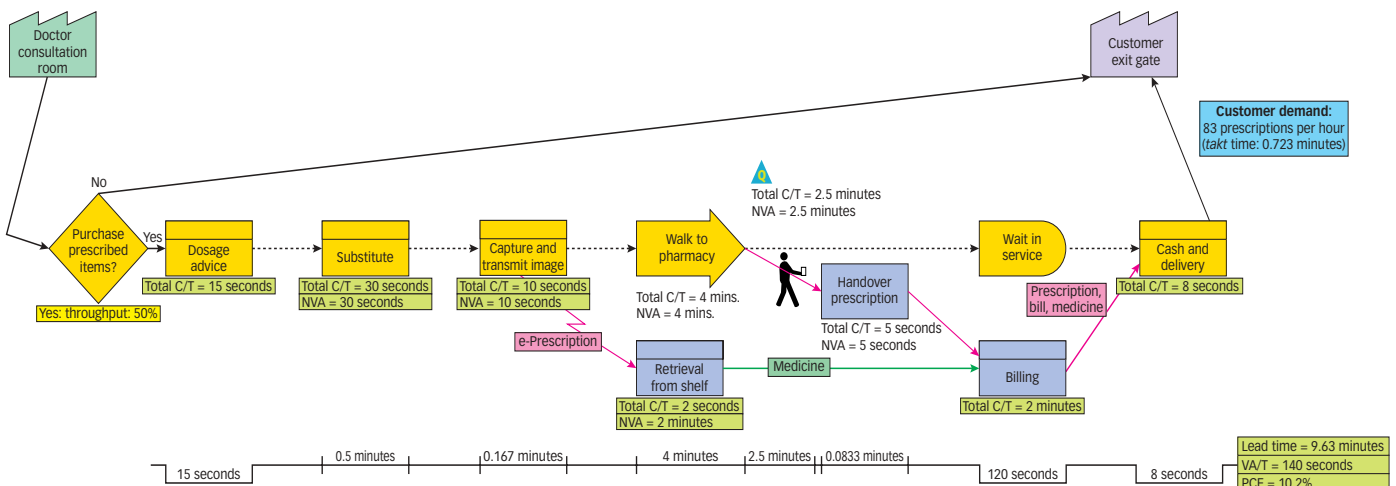 Doctor
consultation
room
Customer
exit gate
Customer demand:
83 prescriptions per hour
(takt time: 0.723 minutes)
No
Q
Total C/T = 2.5 minutes
NVA = 2.5 minutes
Purchase
prescribed
items?
Yes
Dosage
advice
Substitute
Capture and
transmit image
Walk to
pharmacy
Wait in
service
Cash and
delivery
Total C/T = 15 seconds
Total C/T = 30 seconds
NVA = 30 seconds
Total C/T = 10 seconds
NVA = 10 seconds
Total C/T = 4 mins.
NVA = 4 mins.
Handover
prescription
Total C/T = 5 seconds
NVA = 5 seconds
Prescription,
bill, medicine
Total C/T = 8 seconds
Yes: throughput: 50%
e-Prescription
Retrieval
from shelf
Medicine
Billing
Total C/T = 2 seconds
NVA = 2 minutes
Total C/T = 2 minutes
15 seconds
0.5 minutes
0.167 minutes
4 minutes
2.5 minutes
0.0833 minutes
120 seconds
8 seconds
Lead time = 9.63 minutes
VA/T = 140 seconds
PCE = 10.2%